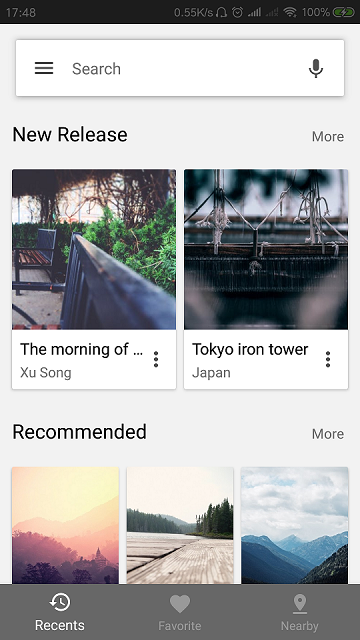 17:48
0.55K/s
100%
Search
New Release
More
The morning of ...
Xu Song
Tokyo iron tower
Japan
Recommended
More
Recents
Favorite
Nearby